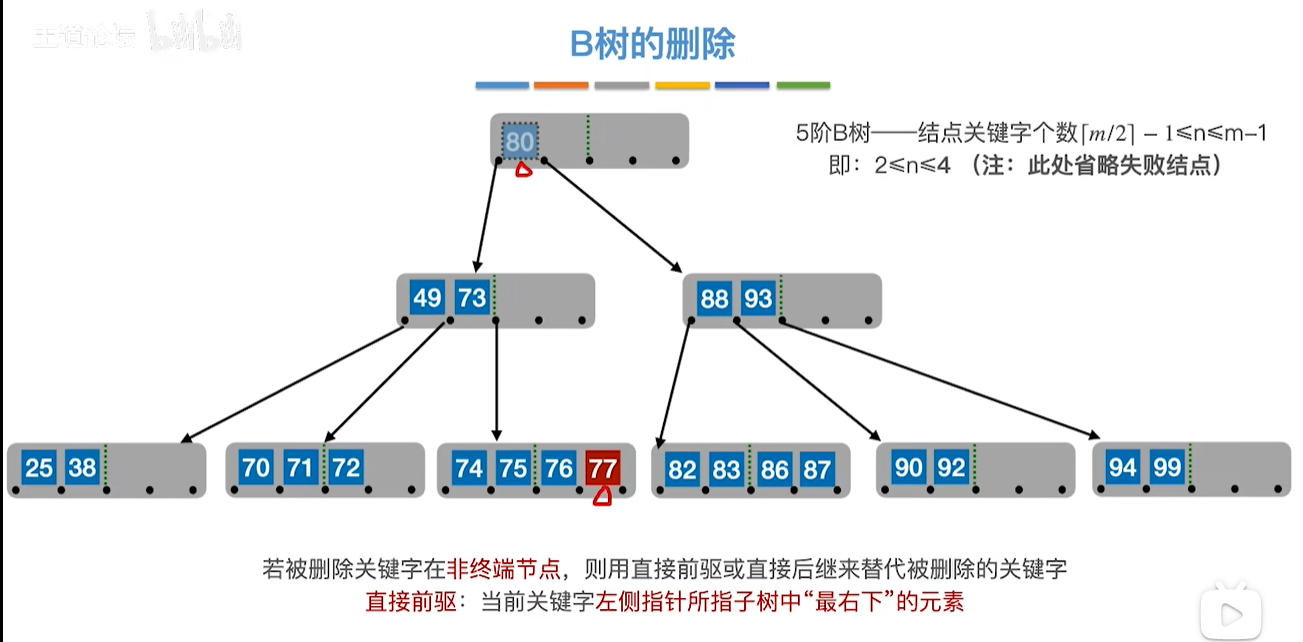 王道论坛 bilibili
B树的删除
80
5阶B树——结点关键字个数⌈m/2⌉ – 1≤n≤m–1
即：2≤n≤4 （注：此处省略失败结点）
49 73
88 93
25 38
70 71 72
74 75 76 77
82 83 86 87
90 92
94 99
若被删除关键字在非终端节点，则用直接前驱或直接后继来替代被删除的关键字
直接前驱：当前关键字左侧指针所指子树中“最右下”的元素